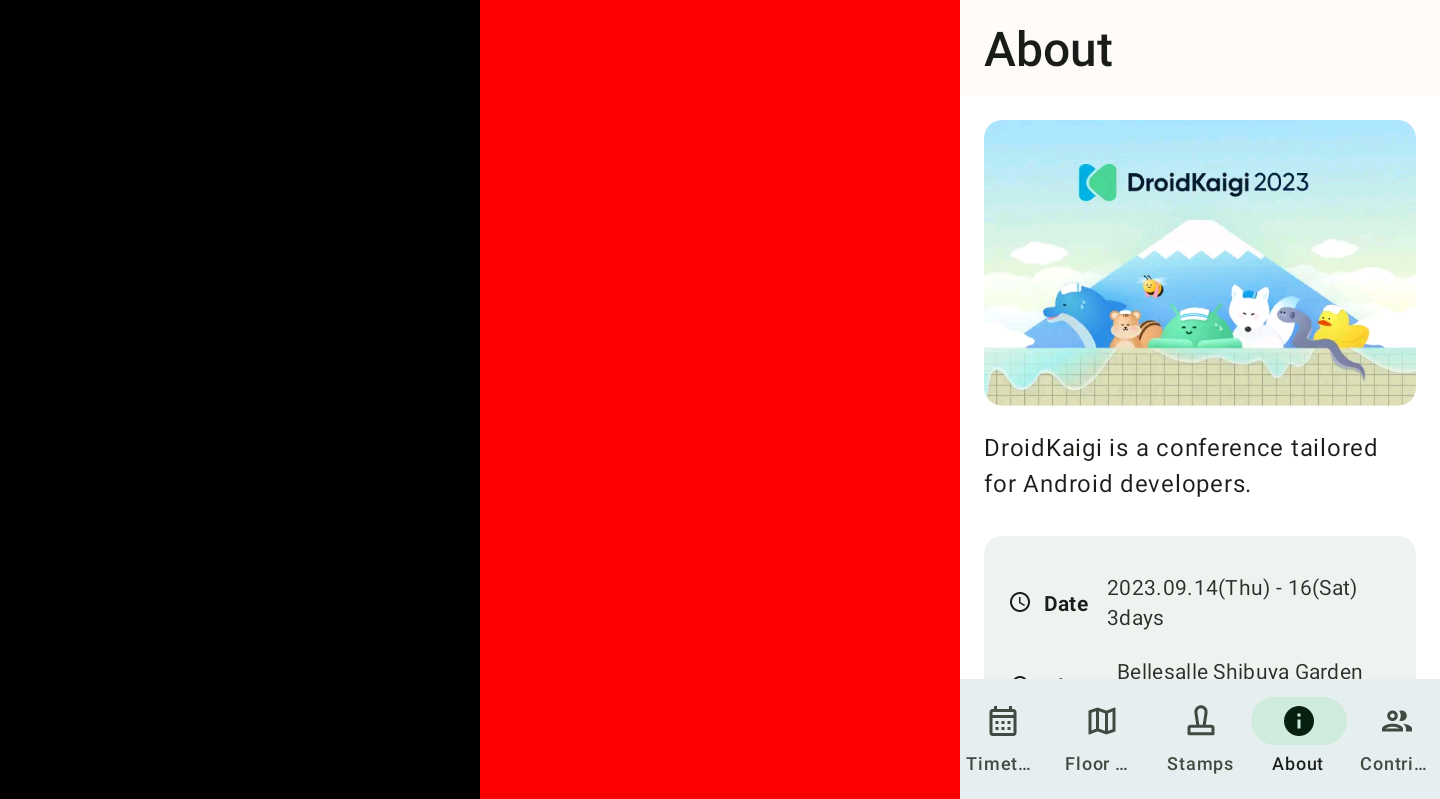 About
DroidKaigi 2023
DroidKaigi is a conference tailored
for Android developers.
Date
2023.09.14(Thu) - 16(Sat)
3days
Bellesalle Shibuya Garden
Timet…
Floor …
Stamps
About
Contri…